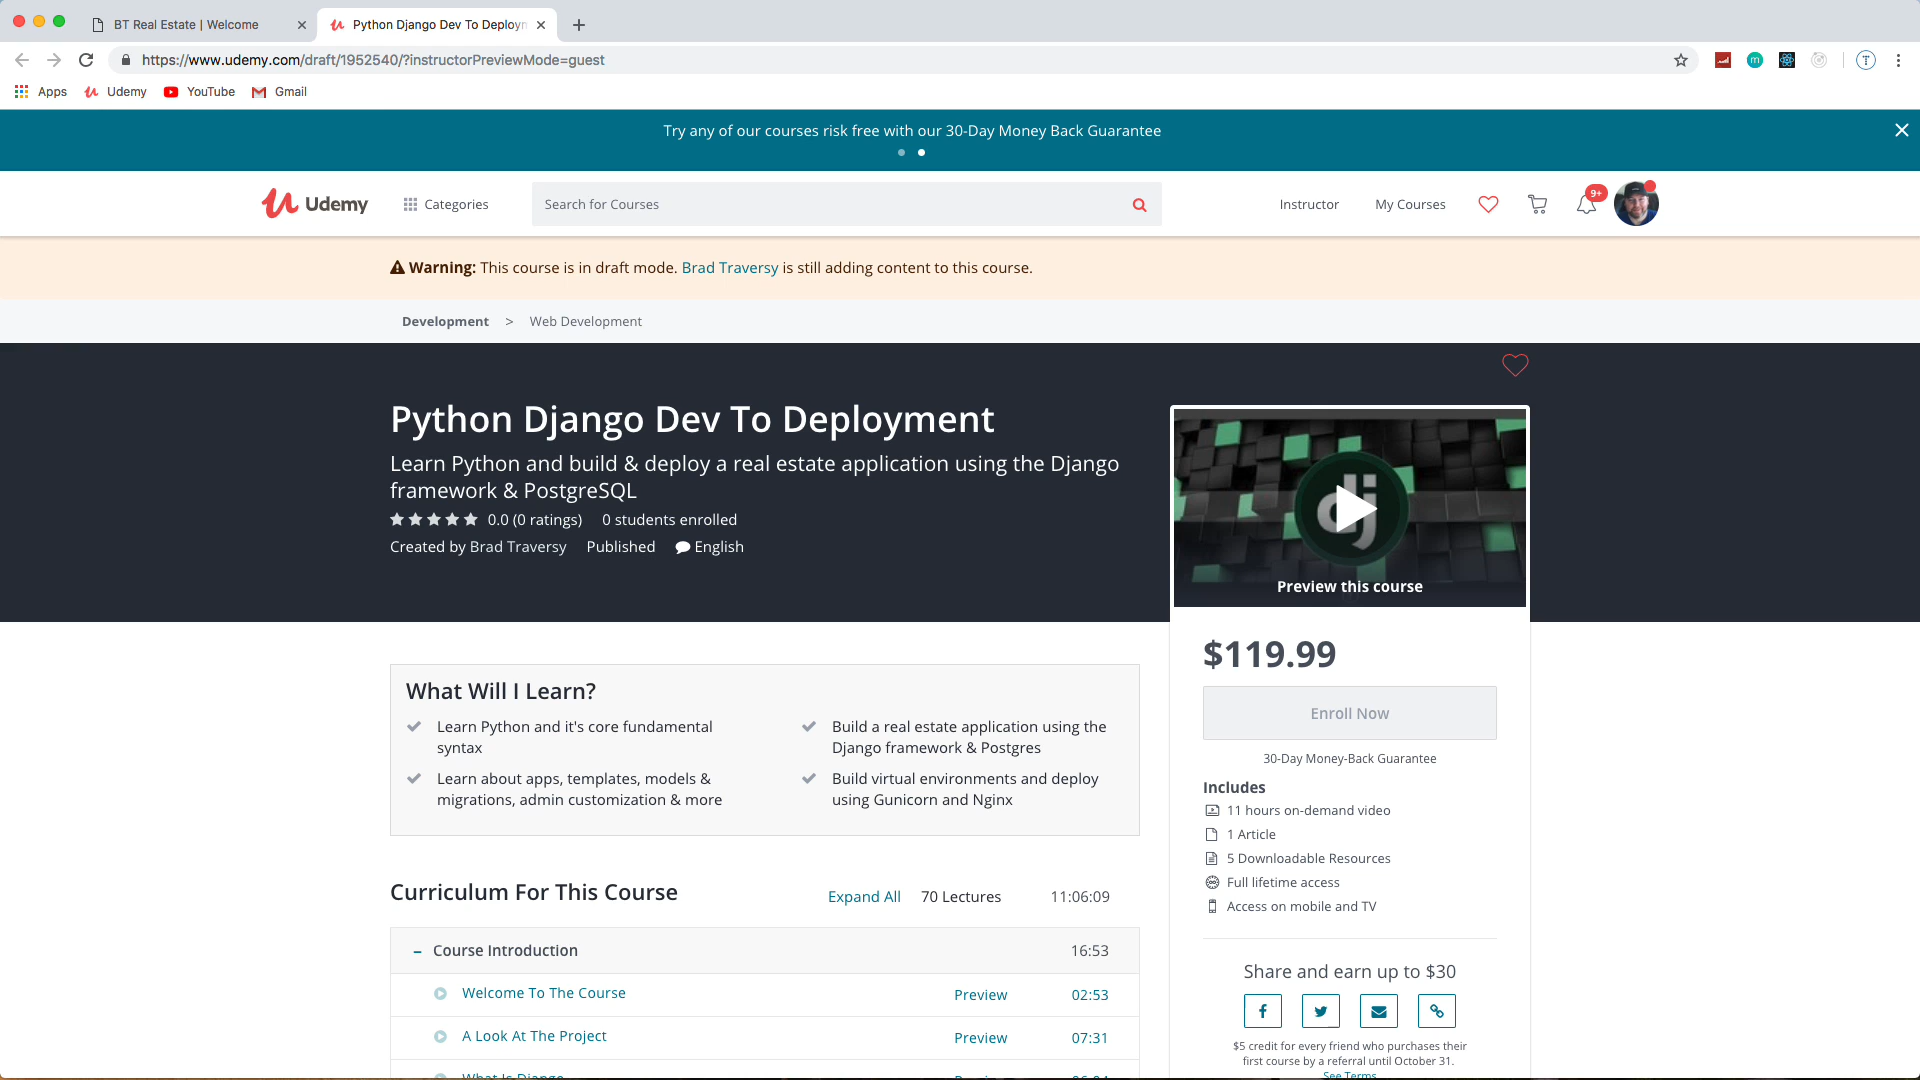 BT Real Estate | Welcome
Python Django Dev To Deploym
https://www.udemy.com/draft/1952540/?instructorPreviewMode=guest
Apps Udemy YouTube Gmail
Try any of our courses risk free with our 30-Day Money Back Guarantee
Udemy Categories Search for Courses Instructor My Courses 9+
Warning: This course is in draft mode. Brad Traversy is still adding content to this course.
Development > Web Development
Python Django Dev To Deployment
Learn Python and build & deploy a real estate application using the Django
framework & PostgreSQL
0.0 (0 ratings) 0 students enrolled
Created by Brad Traversy Published English
dj
Preview this course
$119.99
Enroll Now
30-Day Money-Back Guarantee
Includes
11 hours on-demand video
1 Article
5 Downloadable Resources
Full lifetime access
Access on mobile and TV
Share and earn up to $30
$5 credit for every friend who purchases their
first course by a referral until October 31.
See Terms
What Will I Learn?
Learn Python and it's core fundamental
syntax
Build a real estate application using the
Django framework & Postgres
Learn about apps, templates, models &
migrations, admin customization & more
Build virtual environments and deploy
using Gunicorn and Nginx
Curriculum For This Course Expand All 70 Lectures 11:06:09
Course Introduction 16:53
Welcome To The Course Preview 02:53
A Look At The Project Preview 07:31
What Is Django